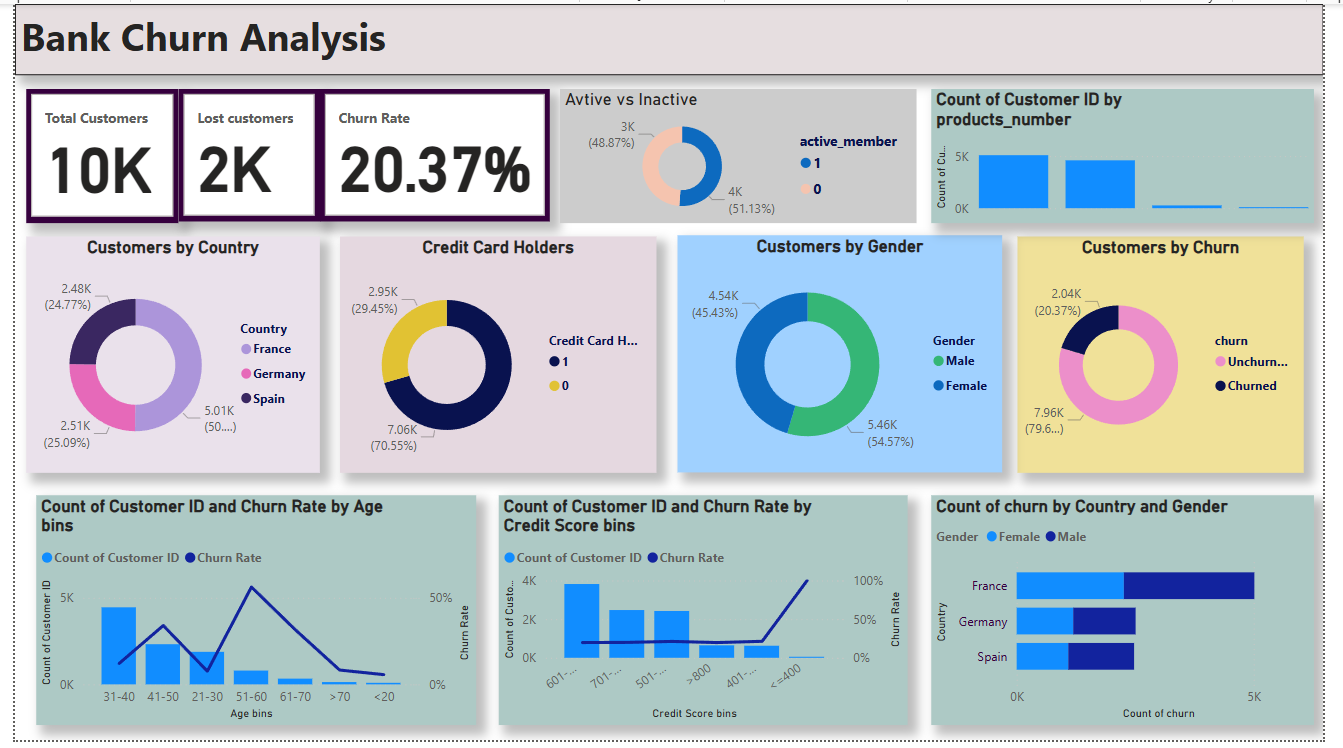 Bank Churn Analysis
Total Customers
10K
Lost customers
2K
Churn Rate
20.37%
Avtive vs Inactive
3K
(48.87%)
4K
(51.13%)
active_member
1
0
Count of Customer ID by
products_number
Count of Cu...
5K
0K
Customers by Country
2.48K
(24.77%)
2.51K
(25.09%)
5.01K
(50....)
Country
France
Germany
Spain
Credit Card Holders
2.95K
(29.45%)
7.06K
(70.55%)
Credit Card H...
1
0
Customers by Gender
4.54K
(45.43%)
5.46K
(54.57%)
Gender
Male
Female
Customers by Churn
2.04K
(20.37%)
7.96K
(79.6...)
churn
Unchurn...
Churned
Count of Customer ID and Churn Rate by Age
bins
Count of Customer ID Churn Rate
Count of Customer ID
5K
0K
50%
0%
Churn Rate
31-40 41-50 21-30 51-60 61-70 >70 <20
Age bins
Count of Customer ID and Churn Rate by
Credit Score bins
Count of Customer ID Churn Rate
Count of Custo...
4K
2K
0K
100%
50%
0%
Churn Rate
601-... 701-... 501-... >800 401-... <=400
Credit Score bins
Count of churn by Country and Gender
Gender Female Male
Country
France
Germany
Spain
0K 5K
Count of churn